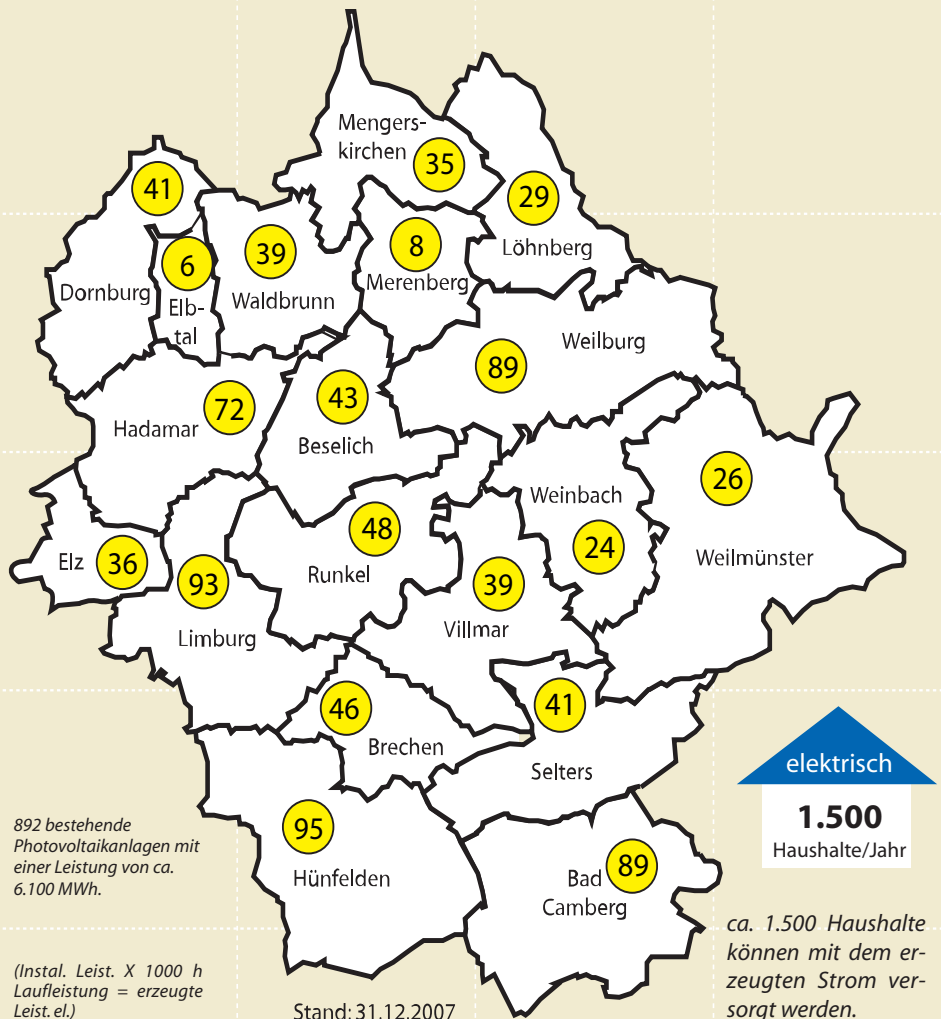 Mengers-
kirchen
35
41
29
Löhnberg
39
8
6
Merenberg
Dornburg
Waldbrunn
Elb-
tal
Weilburg
89
43
72
Hadamar
Beselich
26
Weinbach
48
24
Elz
36
Runkel
39
Weilmünster
93
Villmar
Limburg
46
41
Brechen
Selters
elektrisch
1.500
Haushalte/Jahr
95
Hünfelden
89
Bad
Camberg
892 bestehende
Photovoltaikanlagen mit
einer Leistung von ca.
6.100 MWh.
ca. 1.500 Haushalte
können mit dem er-
zeugten Strom ver-
sorgt werden.
(Instal. Leist. X 1000 h
Laufleistung = erzeugte
Leist. el.)
Stand: 31.12.2007